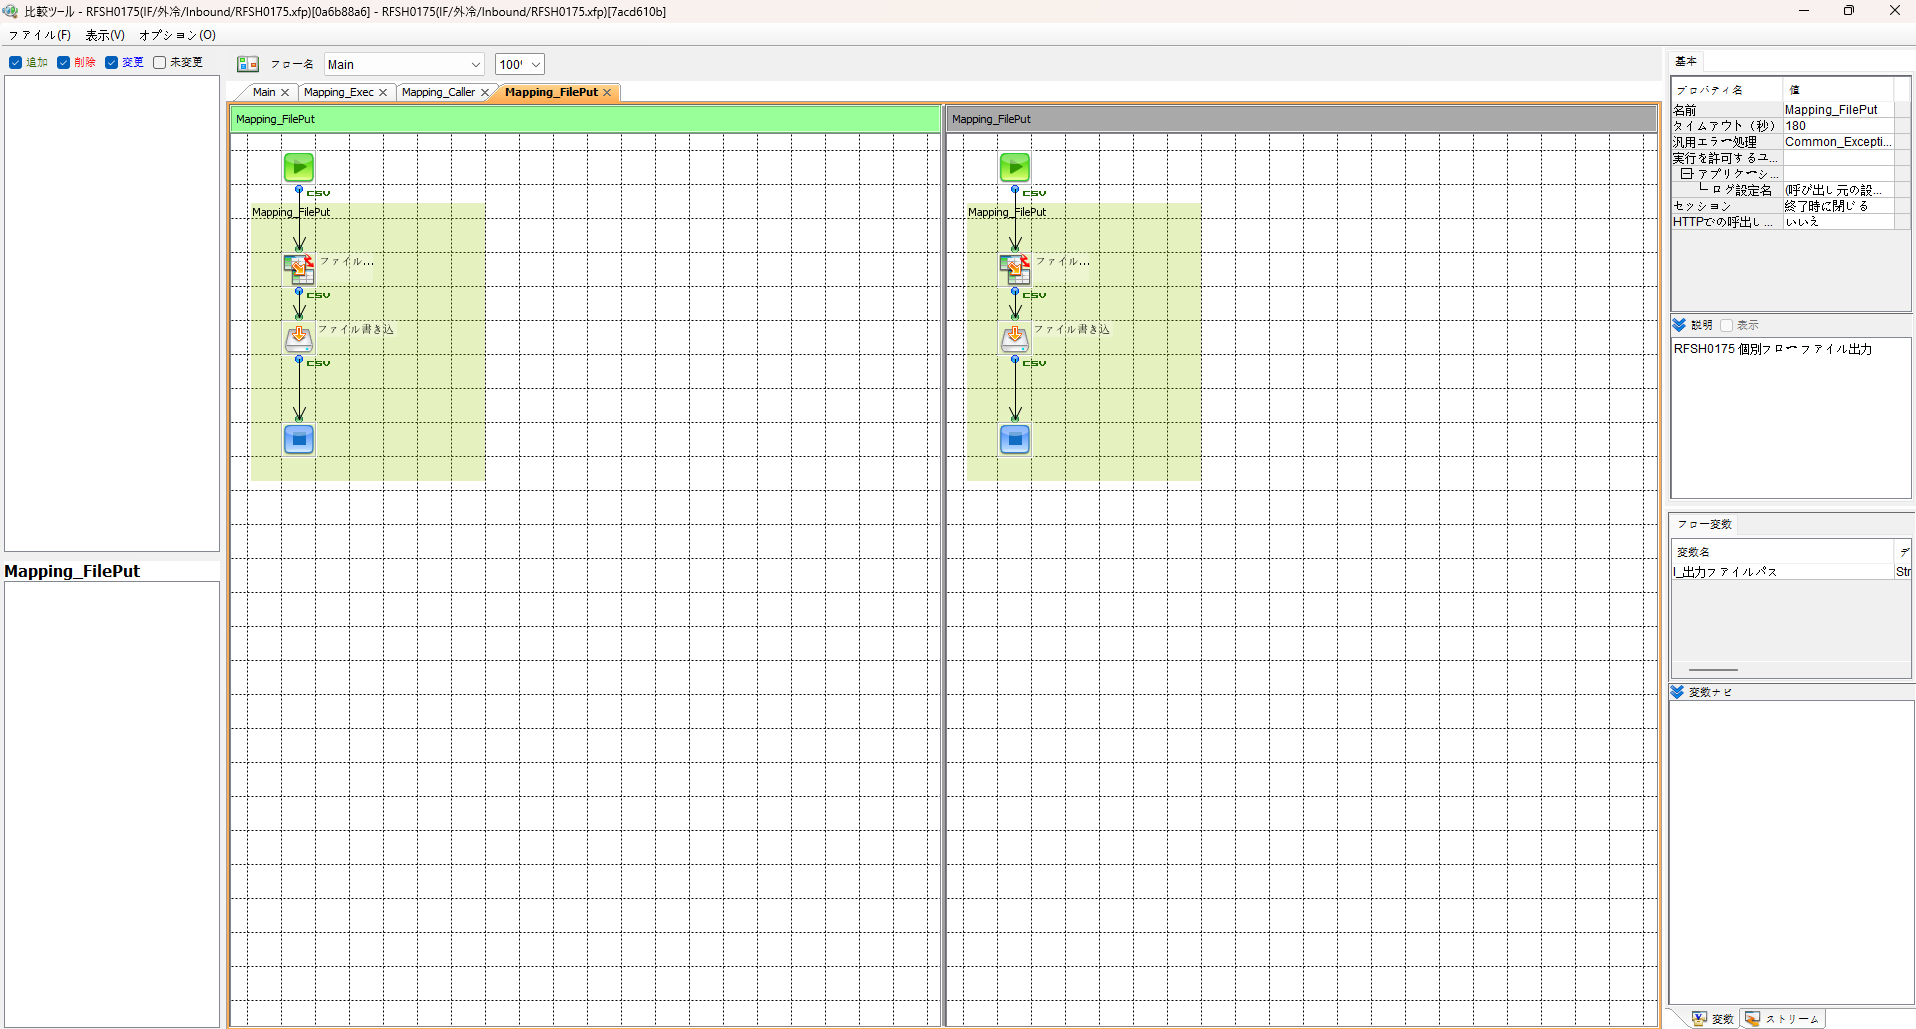 比較ツール - RFSH0175(IF/外冷/Inbound/RFSH0175.xfp)[0a6b88a6] - RFSH0175(IF/外冷/Inbound/RFSH0175.xfp)[7acd610b]
ファイル(F) 表示(V) オプション(O)
追加 削除 変更 未変更
フロー名 Main 100'
Main Mapping_Exec Mapping_Caller Mapping_FilePut
Mapping_FilePut
CSV
Mapping_FilePut
ファイル...
CSV
ファイル書き込
CSV
Mapping_FilePut
CSV
Mapping_FilePut
ファイル...
CSV
ファイル書き込
CSV
Mapping_FilePut
基本
プロパティ名 値
名前 Mapping_FilePut
タイムアウト（秒） 180
汎用エラー処理 Common_Excepti...
実行を許可するユ...
アプリケーシ...
ログ設定名 (呼び出し元の設...
セッション 終了時に閉じる
HTTPでの呼出し... いいえ
説明 表示
RFSH0175 個別フロー ファイル出力
フロー変数
変数名 デ
I_出力ファイルパス Str
変数ナビ
変数 ストリーム